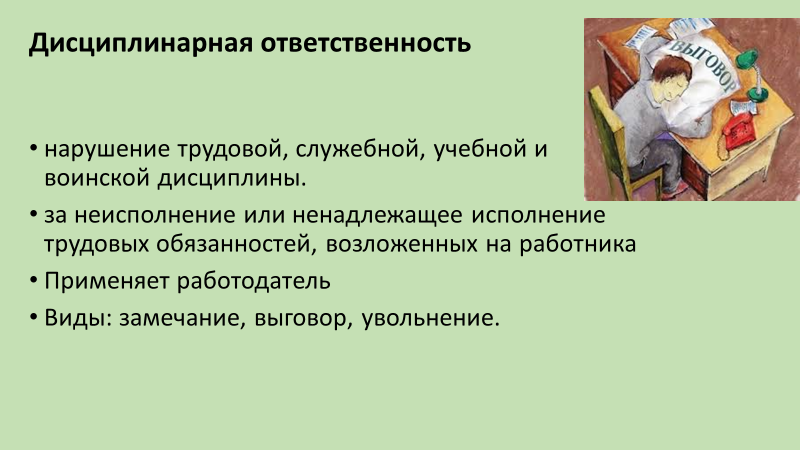 Дисциплинарная ответственность
ВЫГОВОР
• нарушение трудовой, служебной, учебной и
воинской дисциплины.
• за неисполнение или ненадлежащее исполнение
трудовых обязанностей, возложенных на работника
• Применяет работодатель
• Виды: замечание, выговор, увольнение.